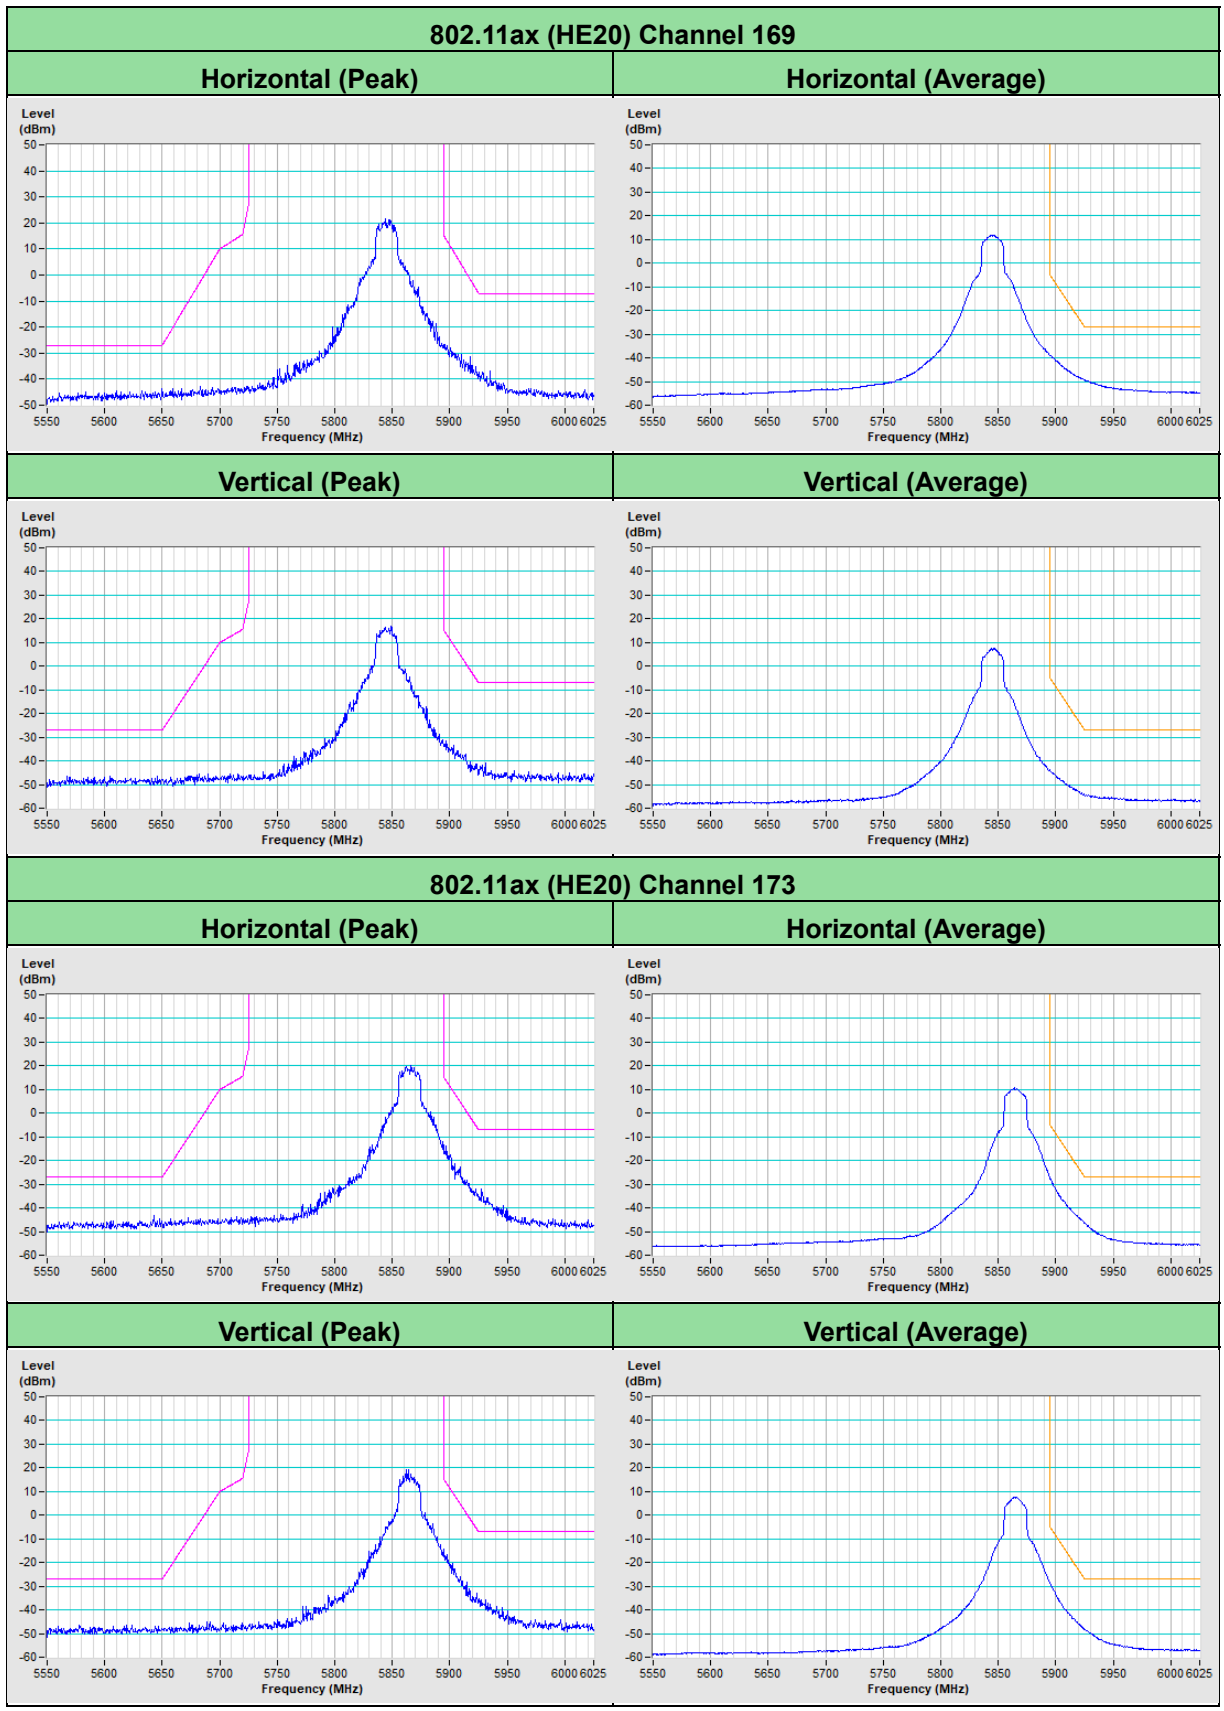 802.11ax (HE20) Channel 169
Horizontal (Peak) Horizontal (Average)
Level
(dBm)
50
40
30
20
10
0
-10
-20
-30
-40
-50
5550 5600 5650 5700 5750 5800 5850 5900 5950 6000 6025
Frequency (MHz)
Level
(dBm)
50
40
30
20
10
0
-10
-20
-30
-40
-50
-60
5550 5600 5650 5700 5750 5800 5850 5900 5950 6000 6025
Frequency (MHz)
Vertical (Peak) Vertical (Average)
Level
(dBm)
50
40
30
20
10
0
-10
-20
-30
-40
-50
-60
5550 5600 5650 5700 5750 5800 5850 5900 5950 6000 6025
Frequency (MHz)
Level
(dBm)
50
40
30
20
10
0
-10
-20
-30
-40
-50
-60
5550 5600 5650 5700 5750 5800 5850 5900 5950 6000 6025
Frequency (MHz)
802.11ax (HE20) Channel 173
Horizontal (Peak) Horizontal (Average)
Level
(dBm)
50
40
30
20
10
0
-10
-20
-30
-40
-50
-60
5550 5600 5650 5700 5750 5800 5850 5900 5950 6000 6025
Frequency (MHz)
Level
(dBm)
50
40
30
20
10
0
-10
-20
-30
-40
-50
-60
5550 5600 5650 5700 5750 5800 5850 5900 5950 6000 6025
Frequency (MHz)
Vertical (Peak) Vertical (Average)
Level
(dBm)
50
40
30
20
10
0
-10
-20
-30
-40
-50
-60
5550 5600 5650 5700 5750 5800 5850 5900 5950 6000 6025
Frequency (MHz)
Level
(dBm)
50
40
30
20
10
0
-10
-20
-30
-40
-50
-60
5550 5600 5650 5700 5750 5800 5850 5900 5950 6000 6025
Frequency (MHz)